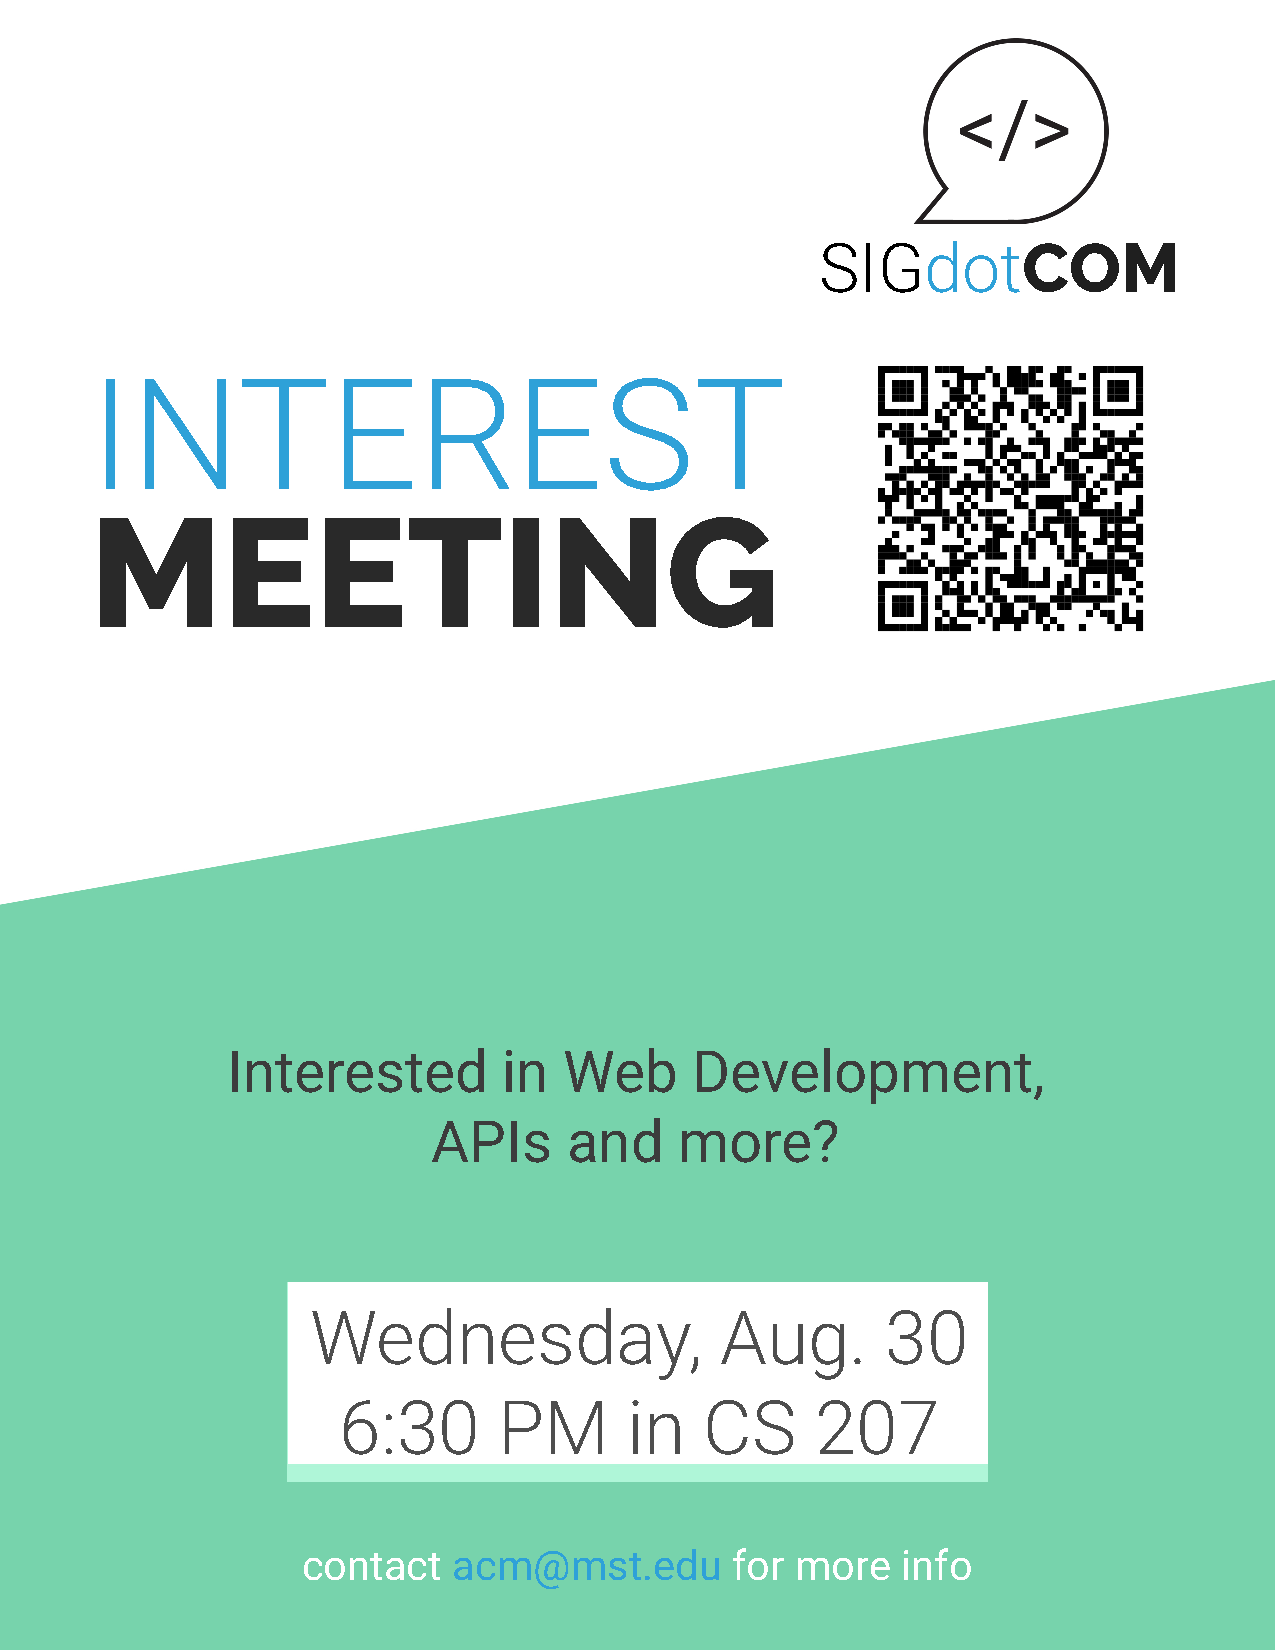 </>
SIGdotCOM
INTEREST
MEETING
Interested in Web Development,
APIs and more?
Wednesday, Aug. 30
6:30 PM in CS 207
contact acm@mst.edu for more info